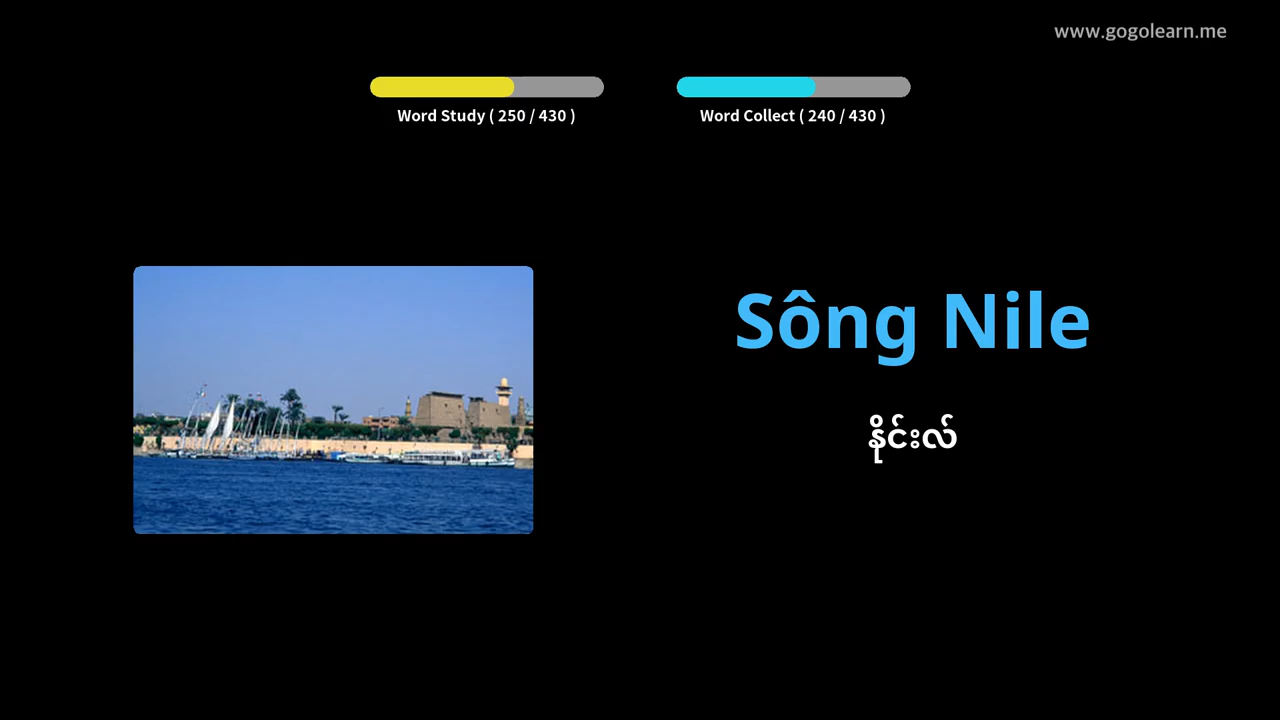 www.gogolearn.me
Word Study ( 250 / 430 )
Word Collect ( 240 / 430 )
Sông Nile
နိုင်းလ်